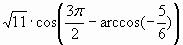 √11 · cos(3π/2 − arccos(−5/6))